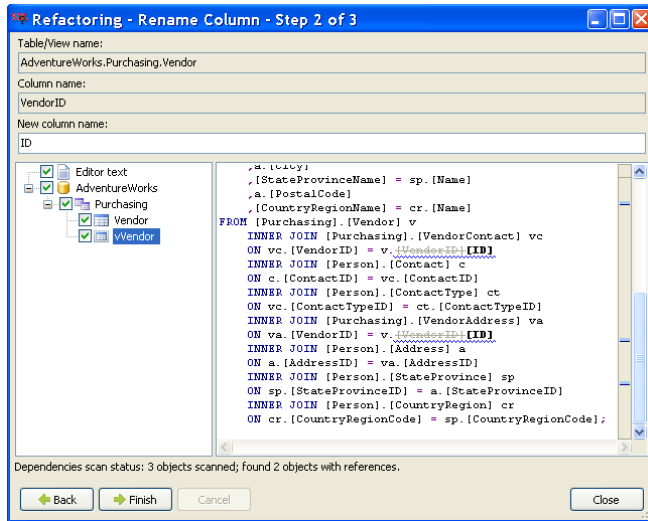 Refactoring - Rename Column - Step 2 of 3
Table/View name:
AdventureWorks.Purchasing.Vendor
Column name:
VendorID
New column name:
ID
Editor text
AdventureWorks
Purchasing
Vendor
vVendor
,a.[City]
,[StateProvinceName] = sp.[Name]
,a.[PostalCode]
,[CountryRegionName] = cr.[Name]
FROM [Purchasing].[Vendor] v
INNER JOIN [Purchasing].[VendorContact] vc
ON vc.[VendorID] = v.[VendorID][ID]
INNER JOIN [Person].[Contact] c
ON c.[ContactID] = vc.[ContactID]
INNER JOIN [Person].[ContactType] ct
ON vc.[ContactTypeID] = ct.[ContactTypeID]
INNER JOIN [Purchasing].[VendorAddress] va
ON va.[VendorID] = v.[VendorID][ID]
INNER JOIN [Person].[Address] a
ON a.[AddressID] = va.[AddressID]
INNER JOIN [Person].[StateProvince] sp
ON sp.[StateProvinceID] = a.[StateProvinceID]
INNER JOIN [Person].[CountryRegion] cr
ON cr.[CountryRegionCode] = sp.[CountryRegionCode];
Dependencies scan status: 3 objects scanned; found 2 objects with references.
Back
Finish
Cancel
Close